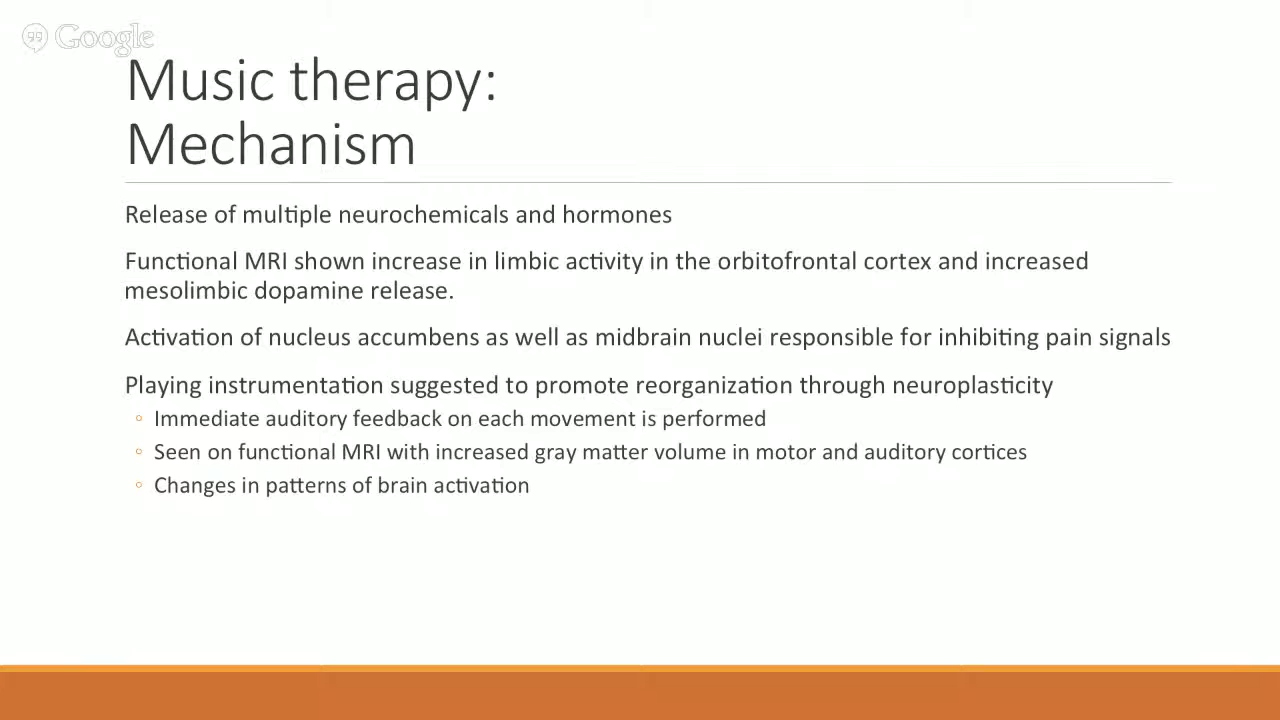 Google
Music therapy:
Mechanism
Release of multiple neurochemicals and hormones
Functional MRI shown increase in limbic activity in the orbitofrontal cortex and increased
mesolimbic dopamine release.
Activation of nucleus accumbens as well as midbrain nuclei responsible for inhibiting pain signals
Playing instrumentation suggested to promote reorganization through neuroplasticity
◦ Immediate auditory feedback on each movement is performed
◦ Seen on functional MRI with increased gray matter volume in motor and auditory cortices
◦ Changes in patterns of brain activation